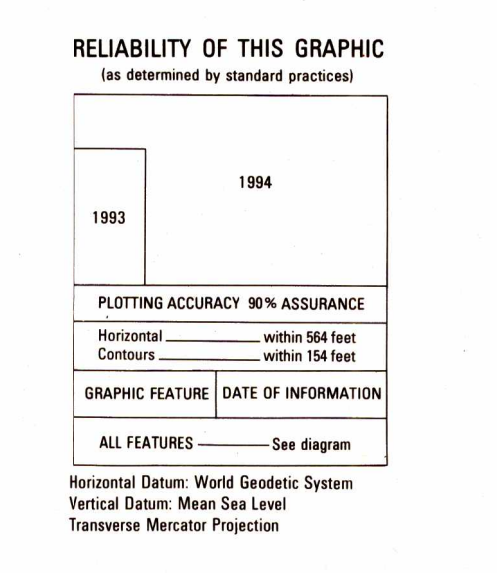 RELIABILITY OF THIS GRAPHIC
(as determined by standard practices)
1994
1993
PLOTTING ACCURACY 90% ASSURANCE
Horizontal within 564 feet
Contours within 154 feet
GRAPHIC FEATURE DATE OF INFORMATION
ALL FEATURES See diagram
Horizontal Datum: World Geodetic System
Vertical Datum: Mean Sea Level
Transverse Mercator Projection